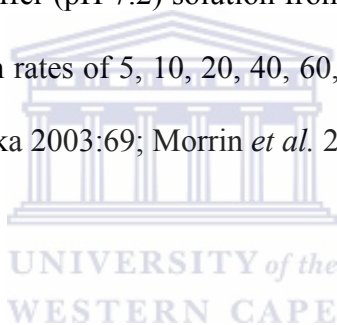 ffer (pH 7.2) solution from
n rates of 5, 10, 20, 40, 60,
ka 2003:69; Morrin et al. 2
UNIVERSITY of the
WESTERN CAPE